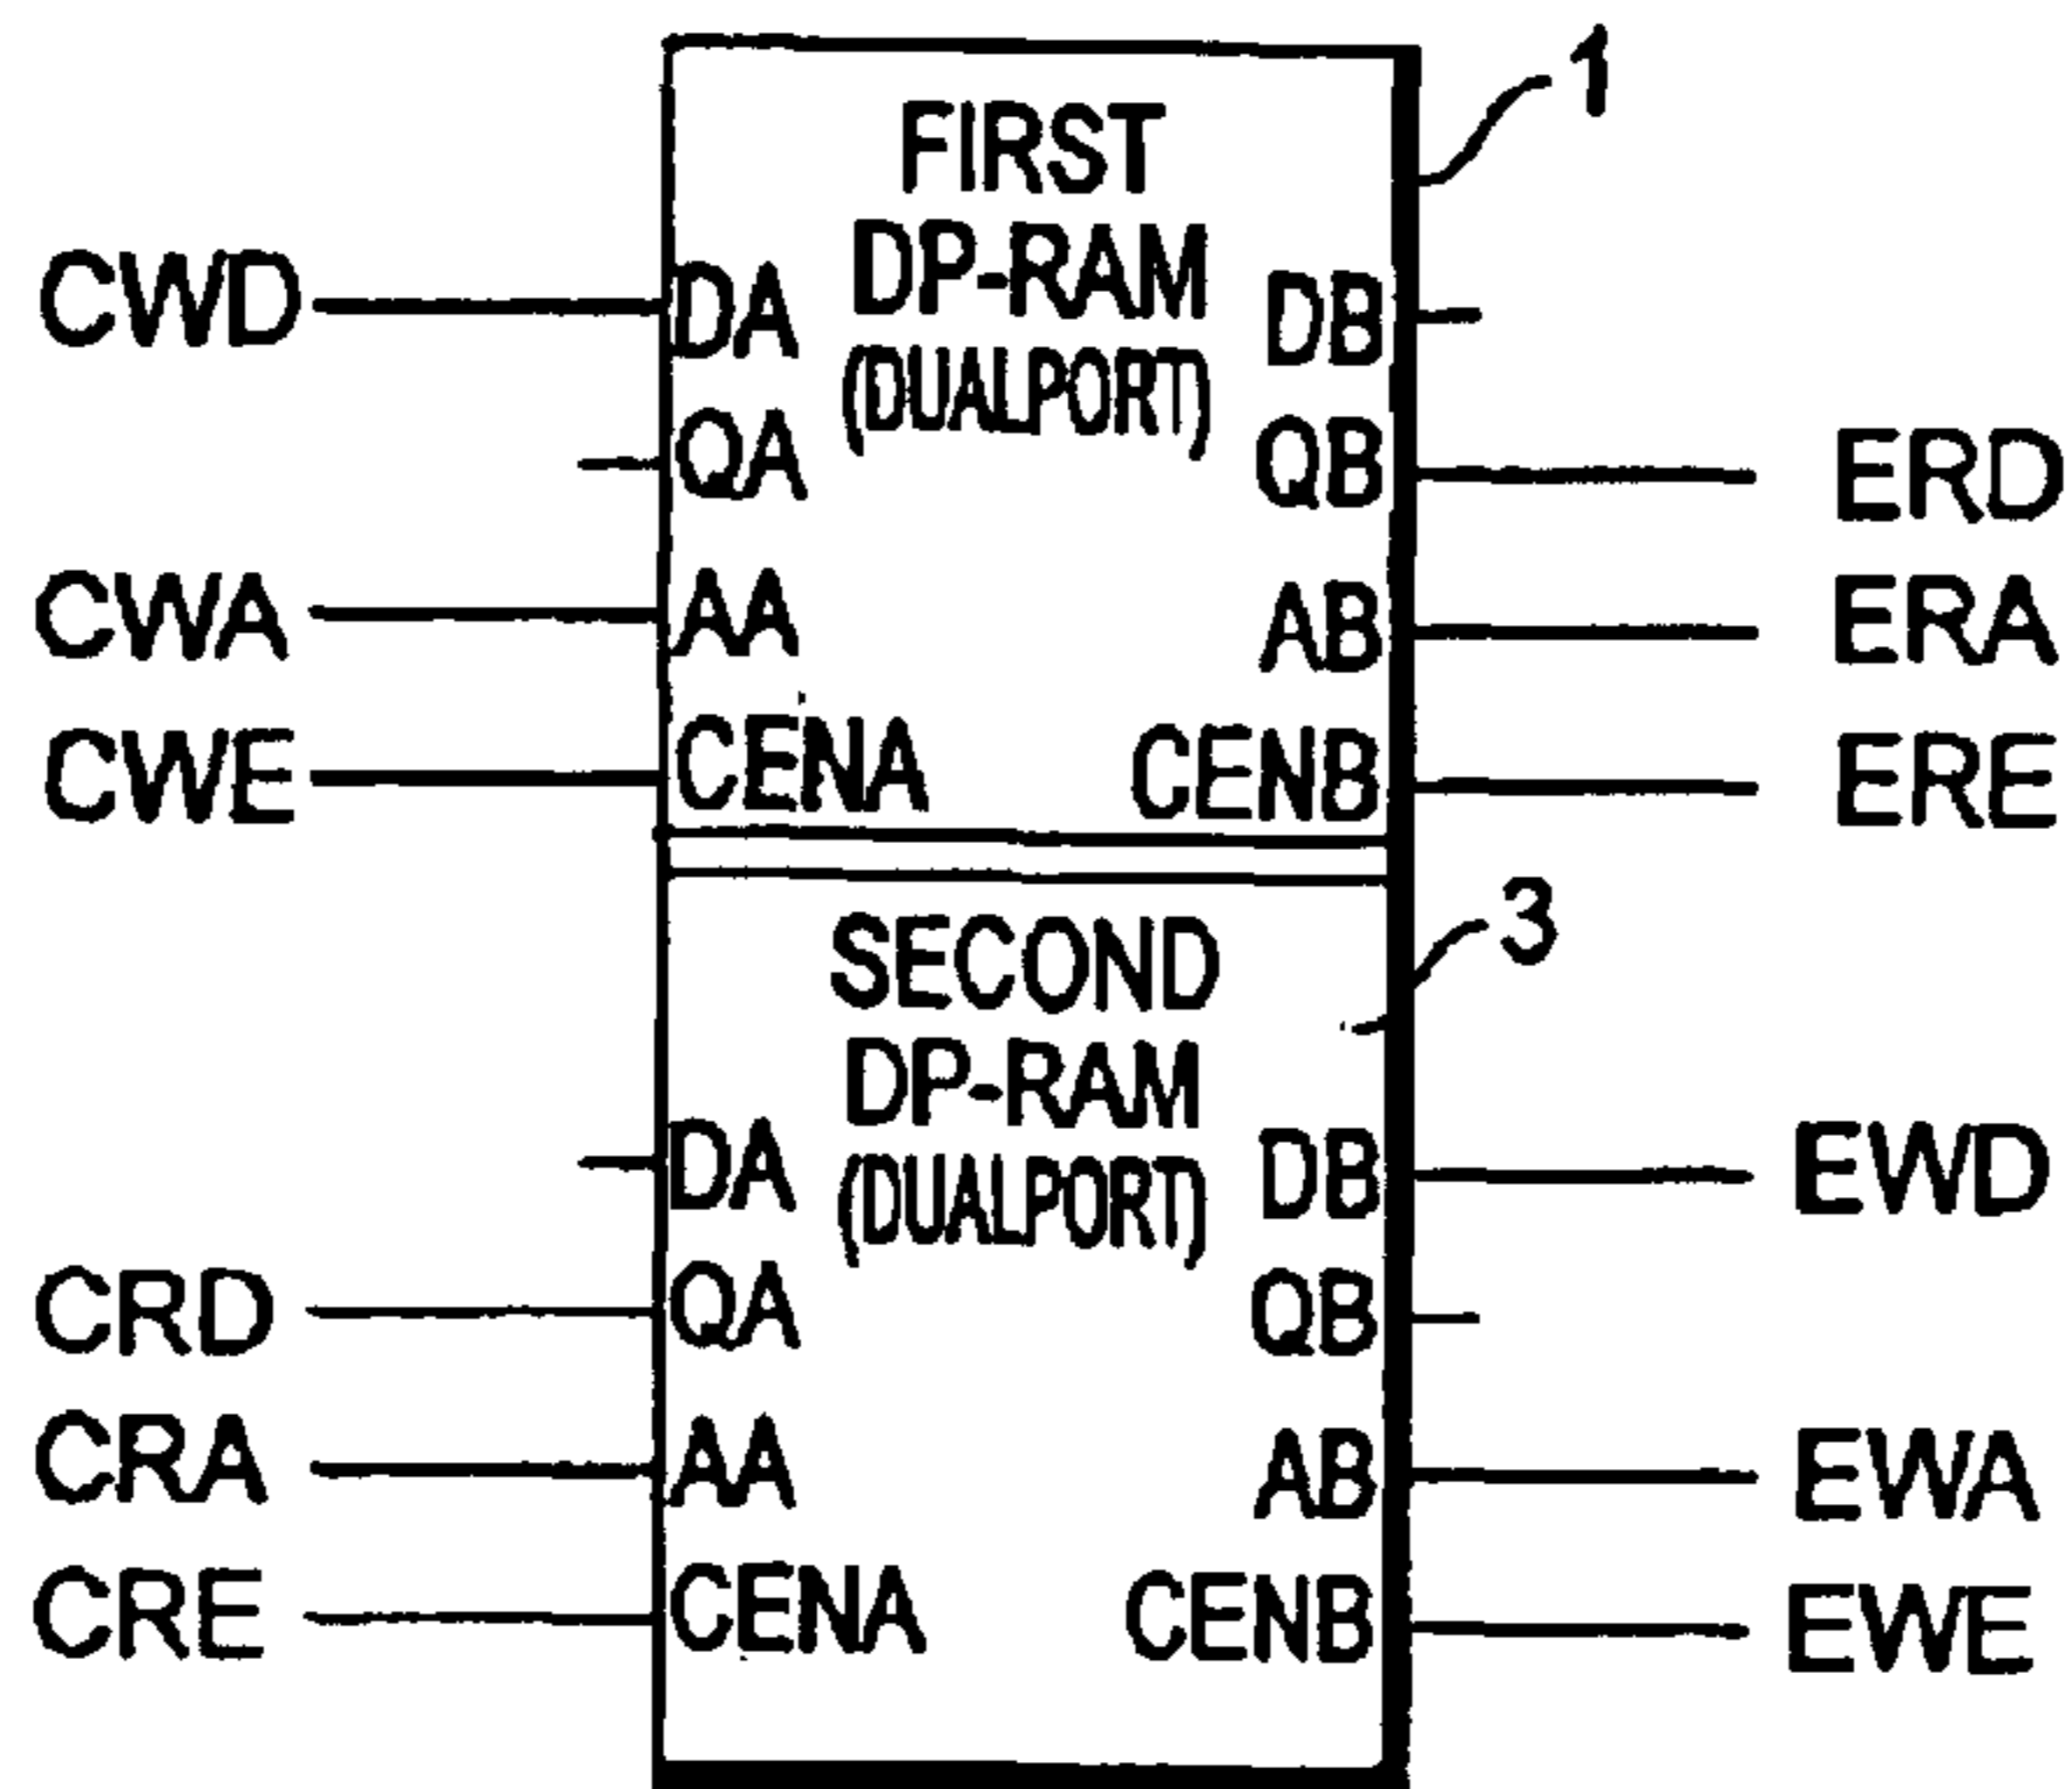 1
FIRST
DP-RAM
(DUALPORT)
CWD DA DB
QA QB ERD
CWA AA AB ERA
CWE CENA CENB ERE
3
SECOND
DP-RAM
(DUALPORT)
DA DB EWD
CRD QA QB
CRA AA AB EWA
CRE CENA CENB EWE